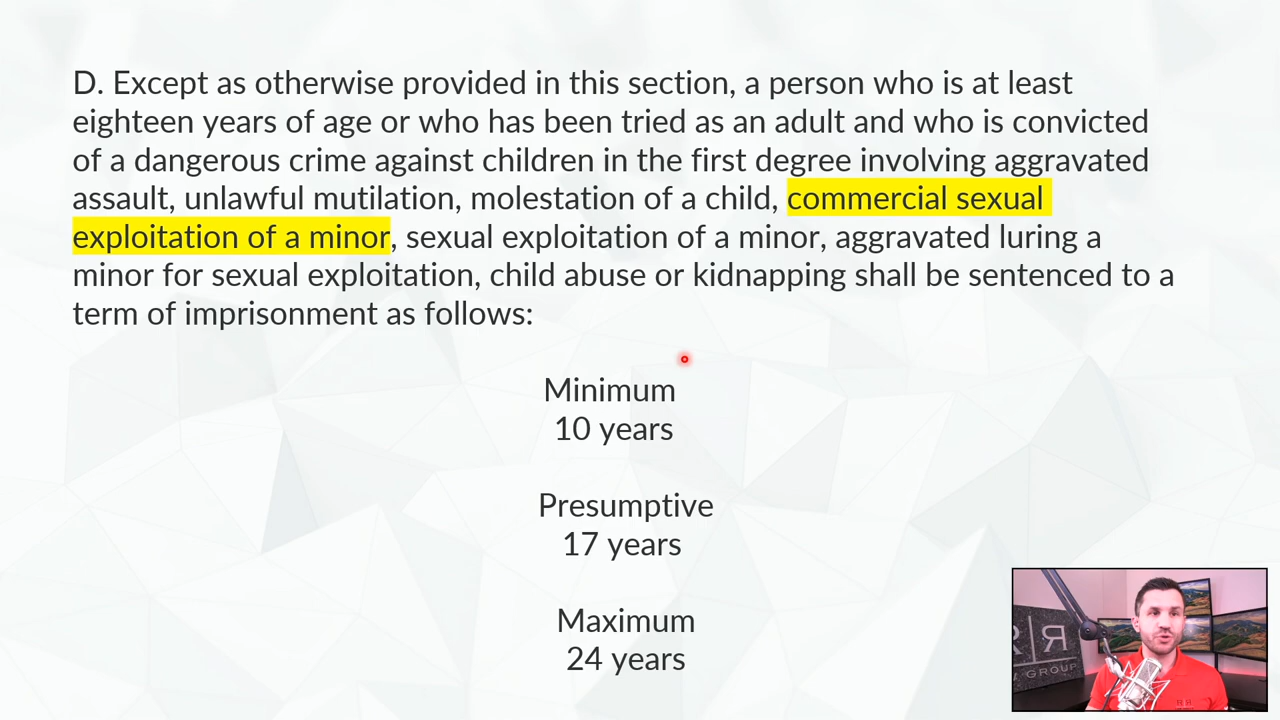 D. Except as otherwise provided in this section, a person who is at least
eighteen years of age or who has been tried as an adult and who is convicted
of a dangerous crime against children in the first degree involving aggravated
assault, unlawful mutilation, molestation of a child, commercial sexual
exploitation of a minor, sexual exploitation of a minor, aggravated luring a
minor for sexual exploitation, child abuse or kidnapping shall be sentenced to a
term of imprisonment as follows:
Minimum
10 years
Presumptive
17 years
Maximum
24 years
R|Я
GROUP